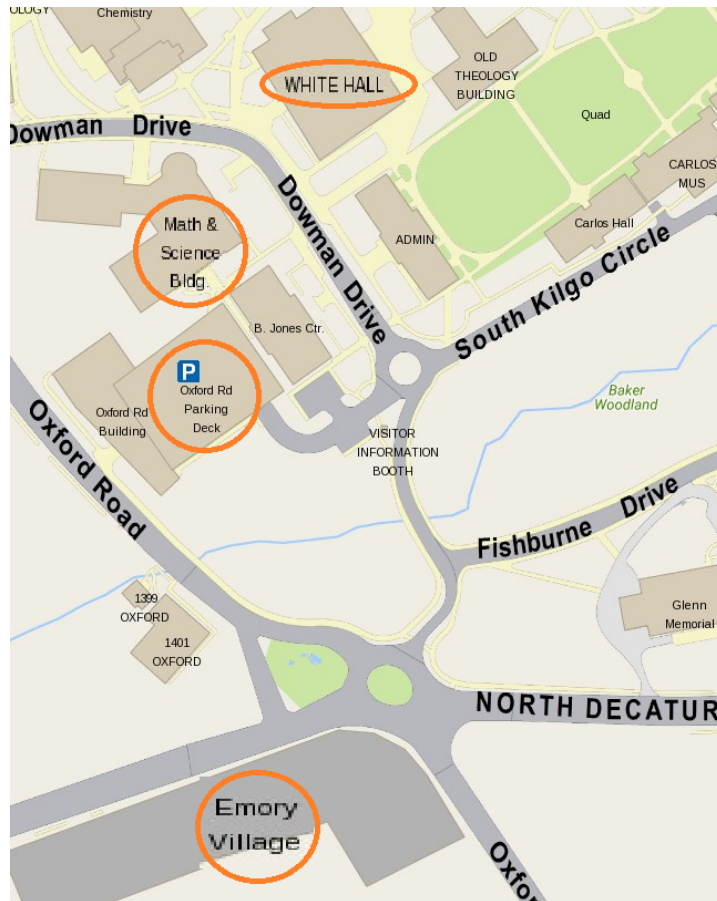 OLOGY
Chemistry
WHITE HALL
OLD
THEOLOGY
BUILDING
Quad
Dowman Drive
CARLOS
MUS
Math &
Science
Bldg.
Dowman Drive
ADMIN
Carlos Hall
South Kilgo Circle
B. Jones Ctr.
P
Oxford Rd
Parking
Deck
Oxford Rd
Building
Baker
Woodland
VISITOR
INFORMATION
BOOTH
Oxford Road
Fishburne Drive
1399
OXFORD
Glenn
Memorial
1401
OXFORD
NORTH DECATUR
Emory
Village
Oxfor